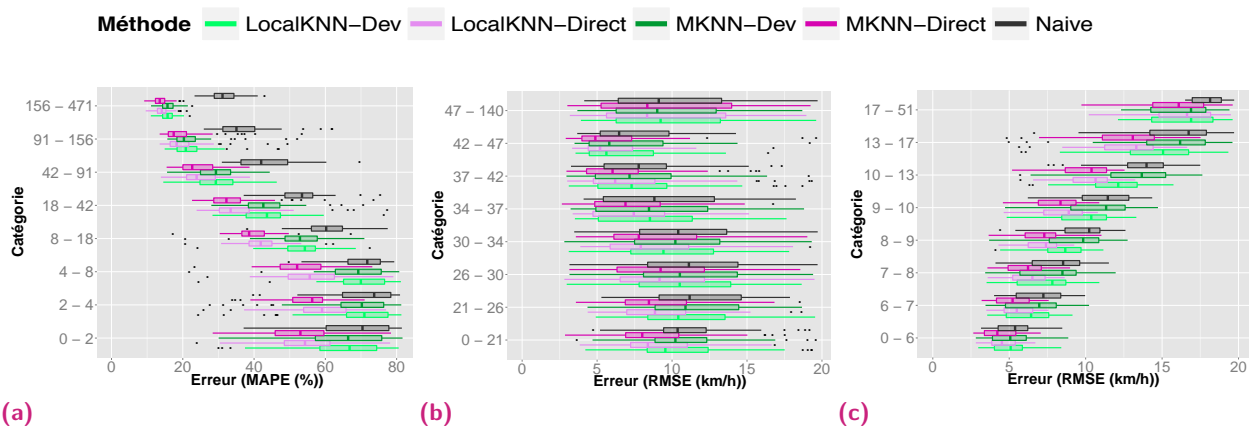 Méthode LocalKNN−Dev LocalKNN−Direct MKNN−Dev MKNN−Direct Naive
Catégorie
156 − 471
91 − 156
42 − 91
18 − 42
8 − 18
4 − 8
2 − 4
0 − 2
0 20 40 60 80
Erreur (MAPE (%))
(a)
Catégorie
47 − 140
42 − 47
37 − 42
34 − 37
30 − 34
26 − 30
21 − 26
0 − 21
0 5 10 15 20
Erreur (RMSE (km/h))
(b)
Catégorie
17 − 51
13 − 17
10 − 13
9 − 10
8 − 9
7 − 8
6 − 7
0 − 6
0 5 10 15 20
Erreur (RMSE (km/h))
(c)